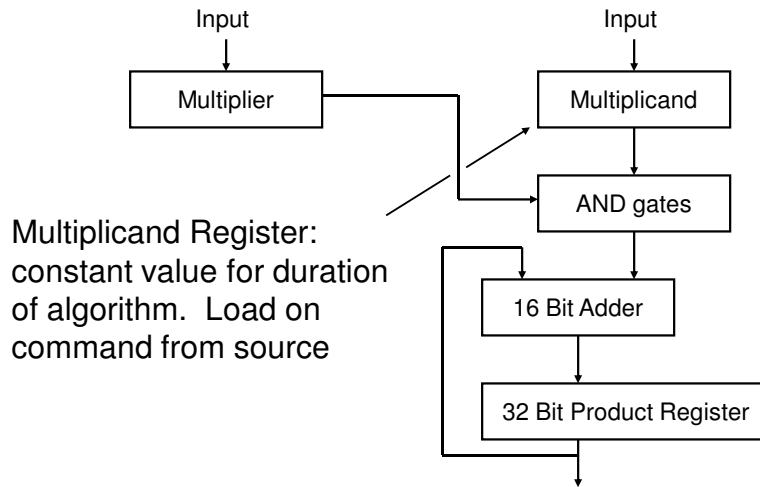 Input
Input
Multiplier
Multiplicand
AND gates
Multiplicand Register:
constant value for duration
of algorithm.  Load on
command from source
16 Bit Adder
32 Bit Product Register